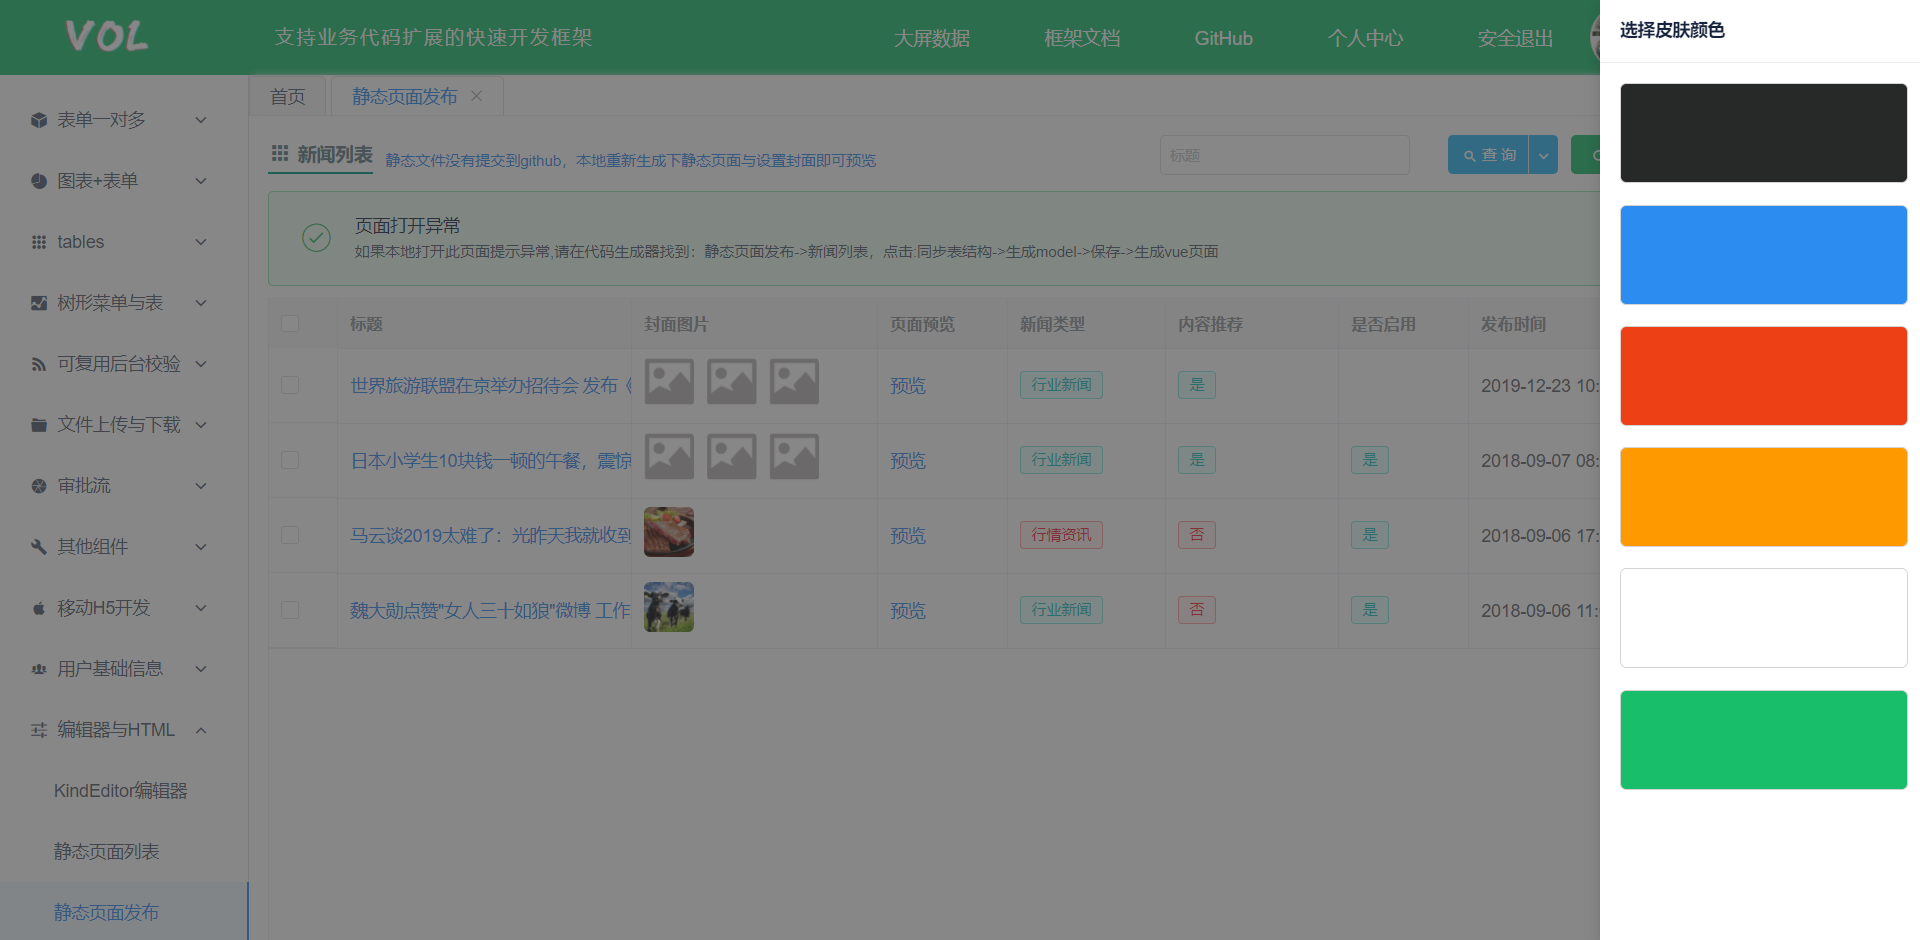 VOL
支持业务代码扩展的快速开发框架
大屏数据
框架文档
GitHub
个人中心
安全退出
选择皮肤颜色
首页
静态页面发布
表单一对多
图表+表单
tables
树形菜单与表
可复用后台校验
文件上传与下载
审批流
其他组件
移动H5开发
用户基础信息
编辑器与HTML
KindEditor编辑器
静态页面列表
静态页面发布
新闻列表
静态文件没有提交到github，本地重新生成下静态页面与设置封面即可预览
标题
查 询
页面打开异常
如果本地打开此页面提示异常,请在代码生成器找到：静态页面发布->新闻列表，点击:同步表结构->生成model->保存->生成vue页面
标题 封面图片 页面预览 新闻类型 内容推荐 是否启用 发布时间
世界旅游联盟在京举办招待会 发布《 预览 行业新闻 是 2019-12-23 10:
日本小学生10块钱一顿的午餐，震惊 预览 行业新闻 是 是 2018-09-07 08:
马云谈2019太难了：光昨天我就收到 预览 行情资讯 否 是 2018-09-06 17:
魏大勋点赞"女人三十如狼"微博 工作 预览 行业新闻 否 是 2018-09-06 11: